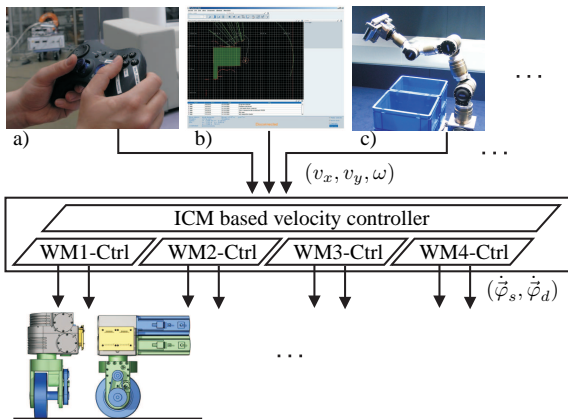 a)
b)
c)
...
...
(v_x, v_y, ω)
ICM based velocity controller
WM1-Ctrl
WM2-Ctrl
WM3-Ctrl
WM4-Ctrl
(φ̇⃗_s, φ̇⃗_d)
...